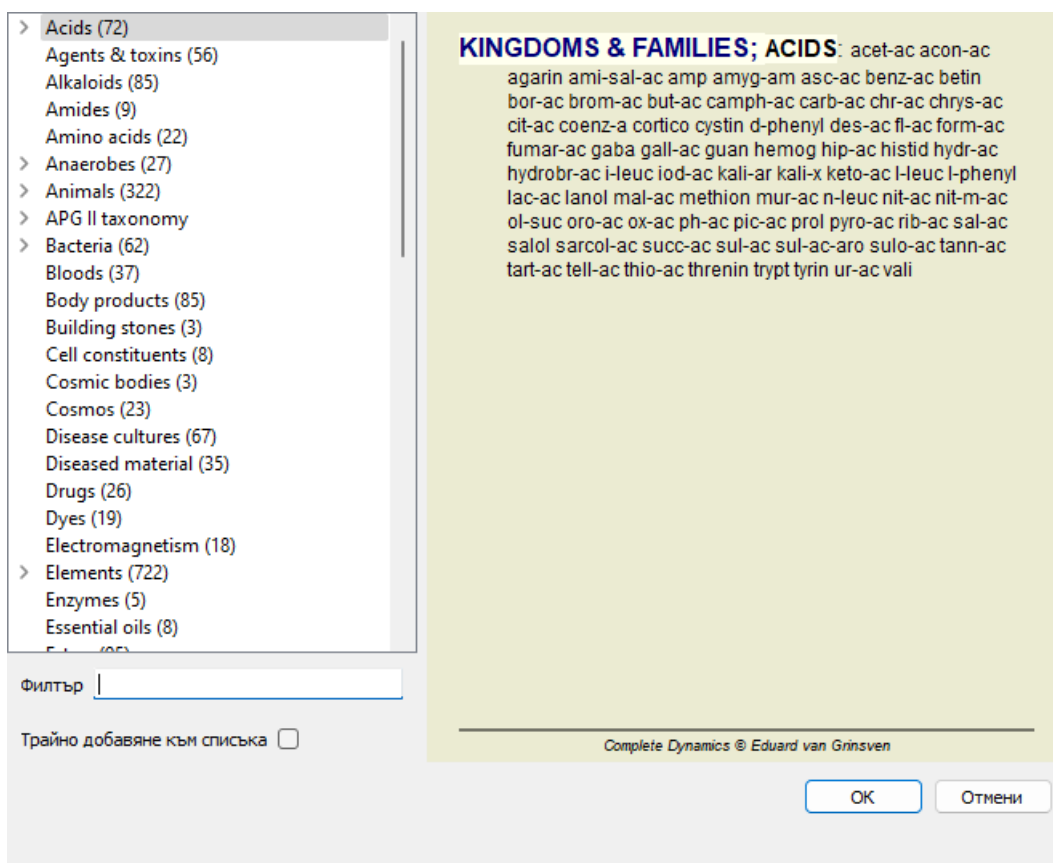 Acids (72)
Agents & toxins (56)
Alkaloids (85)
Amides (9)
Amino acids (22)
Anaerobes (27)
Animals (322)
APG II taxonomy
Bacteria (62)
Bloods (37)
Body products (85)
Building stones (3)
Cell constituents (8)
Cosmic bodies (3)
Cosmos (23)
Disease cultures (67)
Diseased material (35)
Drugs (26)
Dyes (19)
Electromagnetism (18)
Elements (722)
Enzymes (5)
Essential oils (8)
Филтър
Трайно добавяне към списъка
KINGDOMS & FAMILIES; ACIDS: acet-ac acon-ac
agarin ami-sal-ac amp amyg-am asc-ac benz-ac betin
bor-ac brom-ac but-ac camph-ac carb-ac chr-ac chrys-ac
cit-ac coenz-a cortico cystin d-phenyl des-ac fl-ac form-ac
fumar-ac gaba gall-ac guan hemog hip-ac histid hydr-ac
hydrobr-ac i-leuc iod-ac kali-ar kali-x keto-ac l-leuc l-phenyl
lac-ac lanol mal-ac methion mur-ac n-leuc nit-ac nit-m-ac
ol-suc oro-ac ox-ac ph-ac pic-ac prol pyro-ac rib-ac sal-ac
salol sarcol-ac succ-ac sul-ac sul-ac-aro sulo-ac tann-ac
tart-ac tell-ac thio-ac threnin trypt tyrin ur-ac vali
Complete Dynamics © Eduard van Grinsven
OK
Отмени